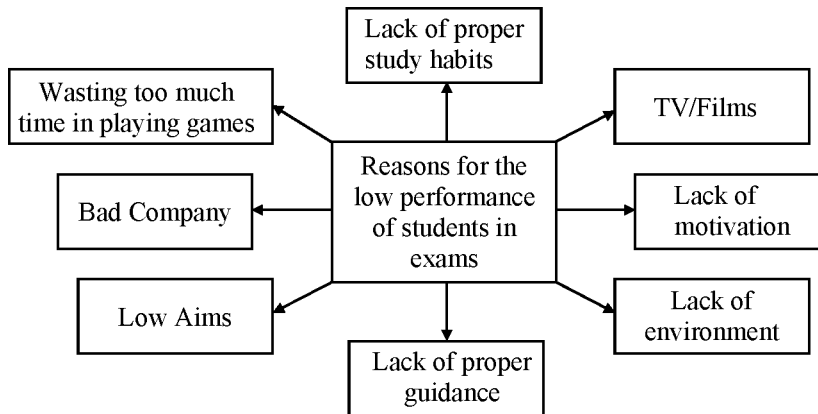 Lack of proper
study habits
Wasting too much
time in playing games
TV/Films
Reasons for the
low performance
of students in
exams
Bad Company
Lack of
motivation
Low Aims
Lack of
environment
Lack of proper
guidance